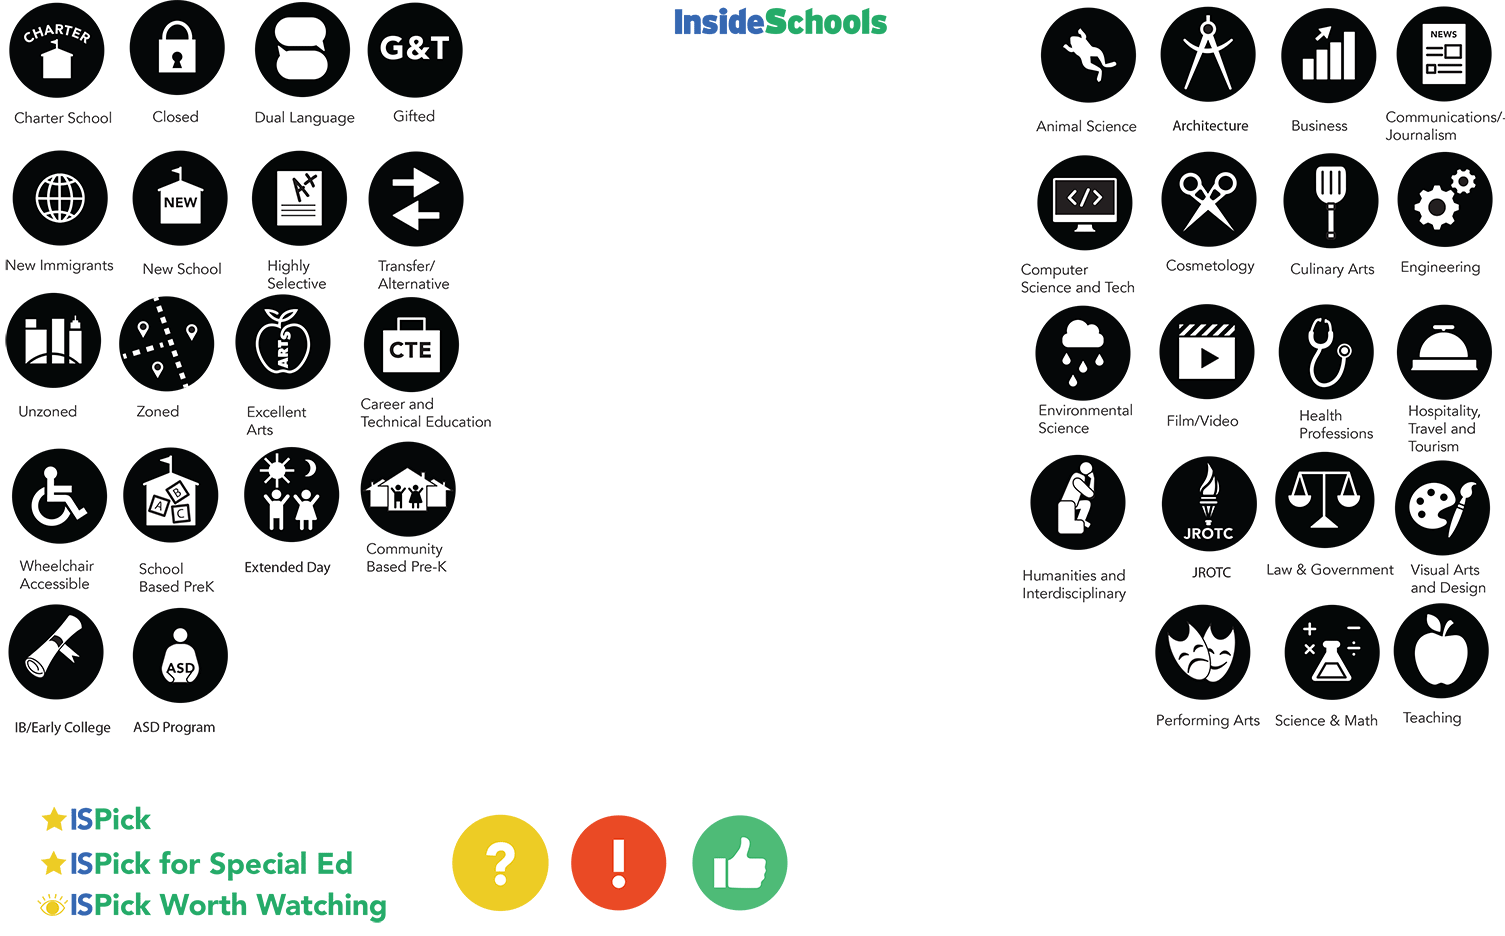 InsideSchools
CHARTER
G&T
Charter School
Closed
Dual Language
Gifted
NEW
A+
New Immigrants
New School
Highly
Selective
Transfer/
Alternative
ARTS
CTE
Unzoned
Zoned
Excellent
Arts
Career and
Technical Education
A
B
C
Wheelchair
Accessible
School
Based PreK
Extended Day
Community
Based Pre-K
ASD
IB/Early College
ASD Program
NEWS
Animal Science
Architecture
Business
Communications/-
Journalism
</>
Computer
Science and Tech
Cosmetology
Culinary Arts
Engineering
Environmental
Science
Film/Video
Health
Professions
Hospitality,
Travel and
Tourism
JROTC
Humanities and
Interdisciplinary
JROTC
Law & Government
Visual Arts
and Design
+ −
× ÷
Performing Arts
Science & Math
Teaching
ISPick
ISPick for Special Ed
ISPick Worth Watching
?
!